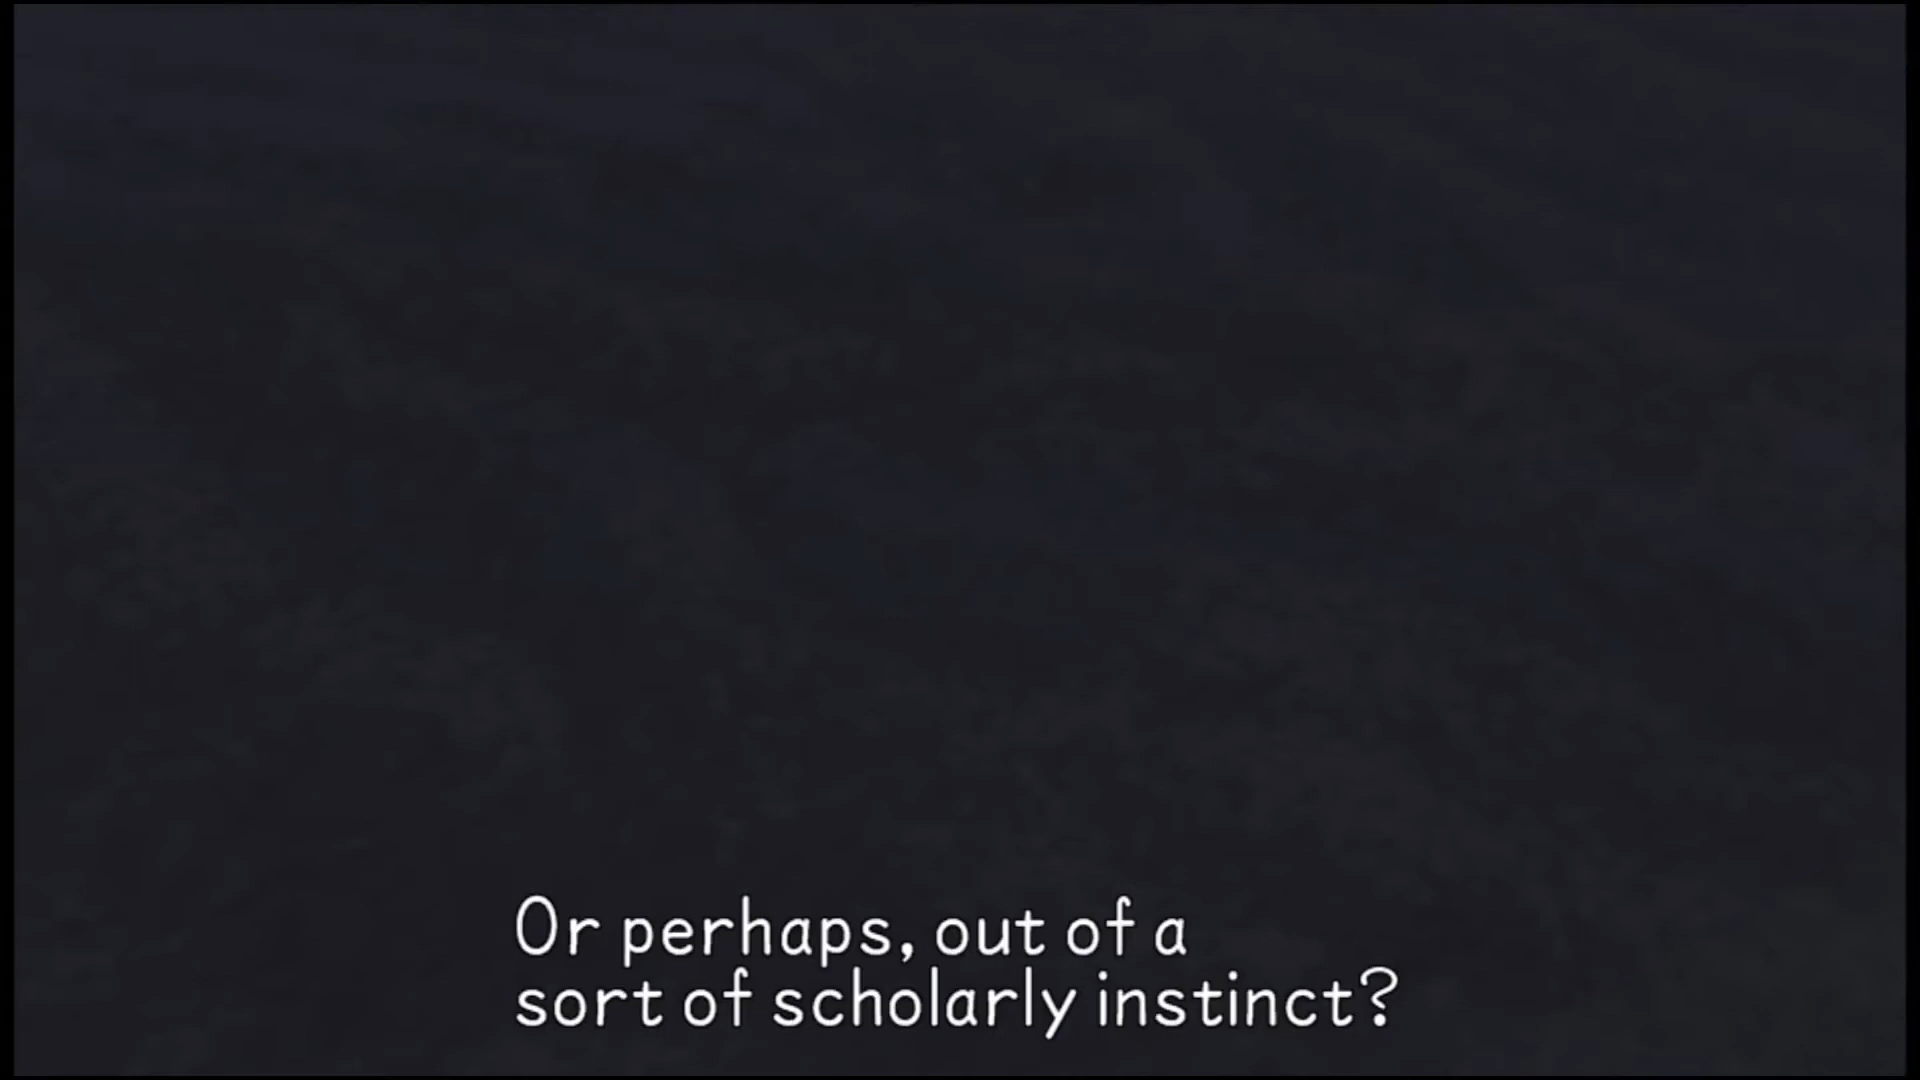 Or perhaps, out of a
sort of scholarly instinct?